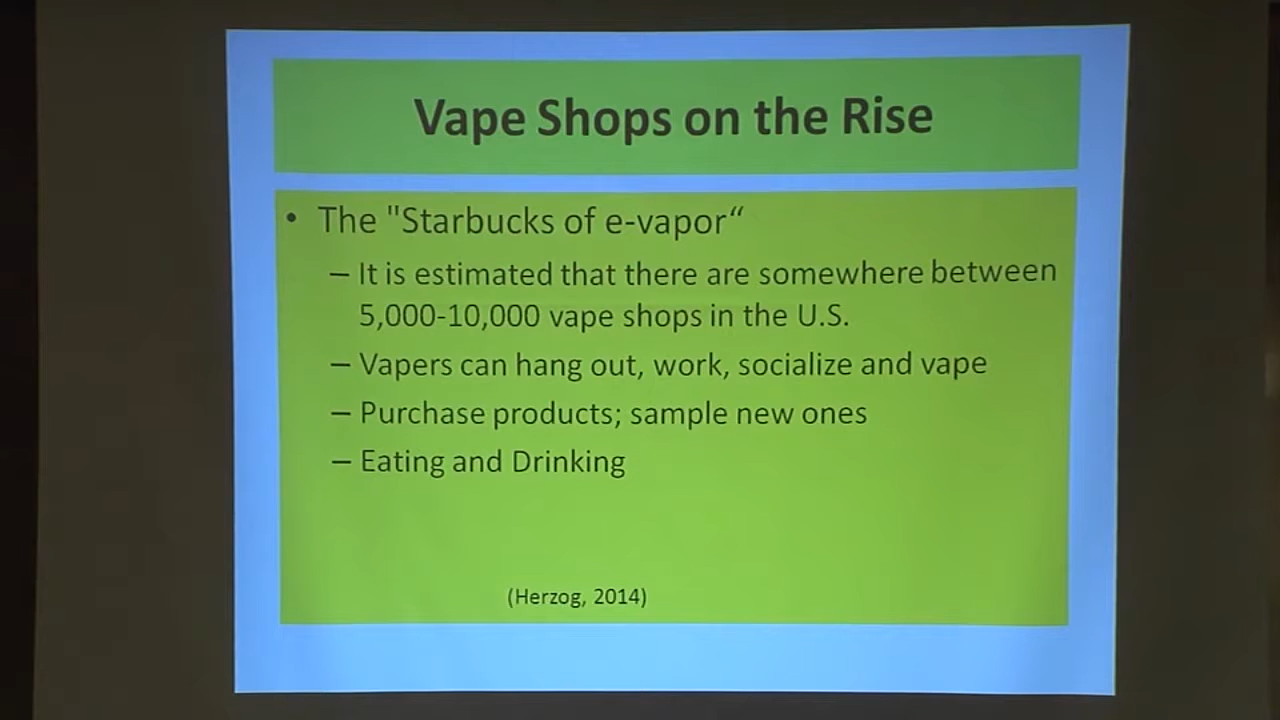 Vape Shops on the Rise
• The "Starbucks of e-vapor“
– It is estimated that there are somewhere between
5,000-10,000 vape shops in the U.S.
– Vapers can hang out, work, socialize and vape
– Purchase products; sample new ones
– Eating and Drinking
(Herzog, 2014)